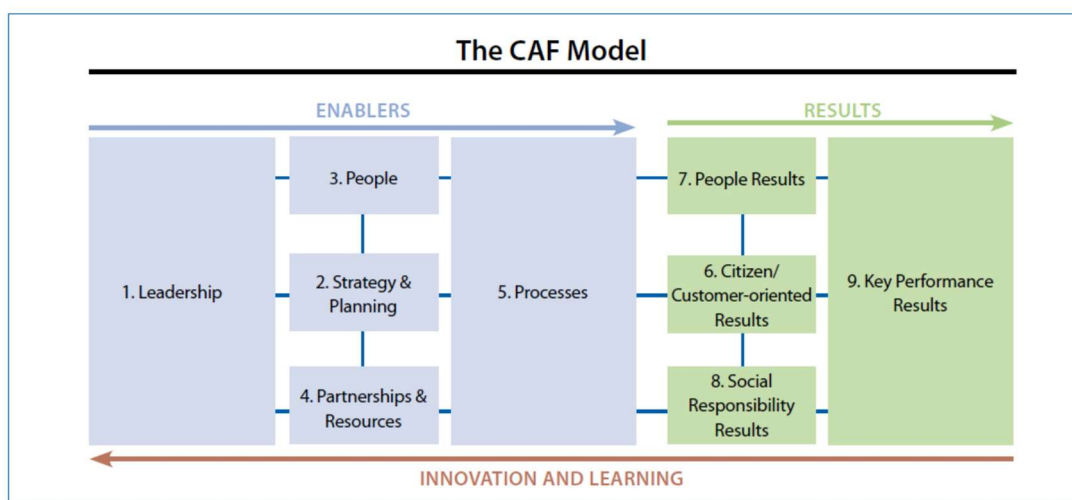 The CAF Model
ENABLERS
RESULTS
1. Leadership
3. People
2. Strategy &
Planning
4. Partnerships &
Resources
5. Processes
7. People Results
6. Citizen/
Customer-oriented
Results
8. Social
Responsibility
Results
9. Key Performance
Results
INNOVATION AND LEARNING